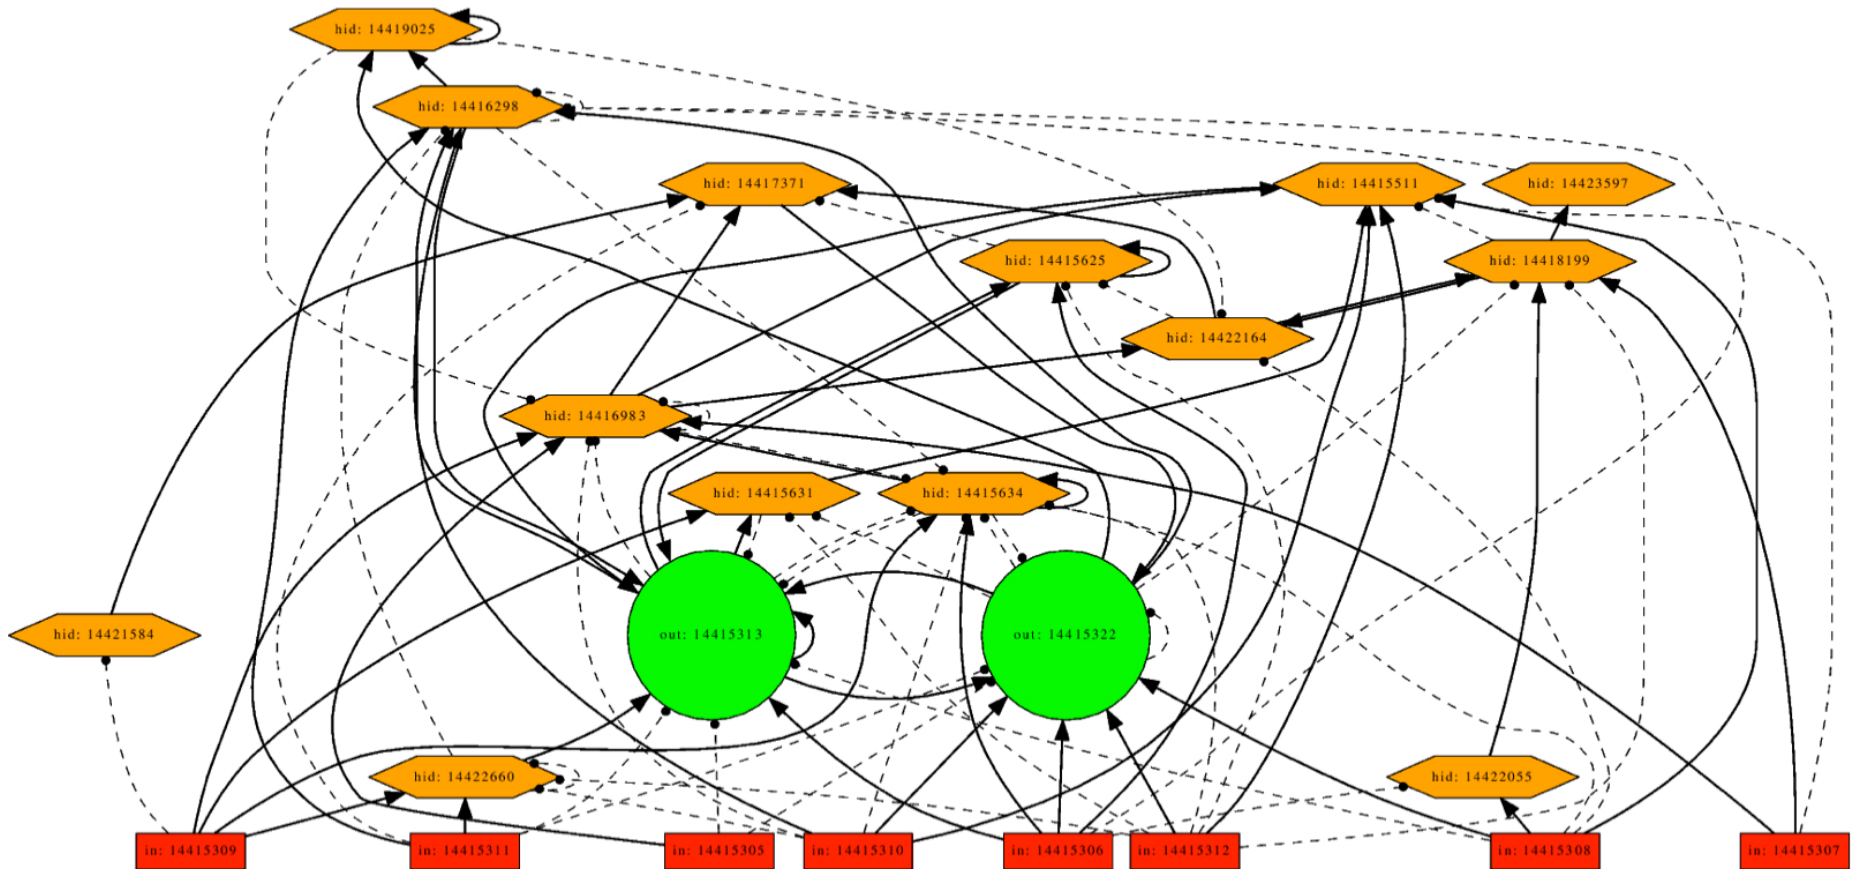 hid: 14419025
hid: 14416298
hid: 14417371
hid: 14415511
hid: 14423597
hid: 14415625
hid: 14418199
hid: 14422164
hid: 14416983
hid: 14415631
hid: 14415634
hid: 14421584
out: 14415313
out: 14415322
hid: 14422660
hid: 14422055
in: 14415309
in: 14415311
in: 14415305
in: 14415310
in: 14415306
in: 14415312
in: 14415308
in: 14415307